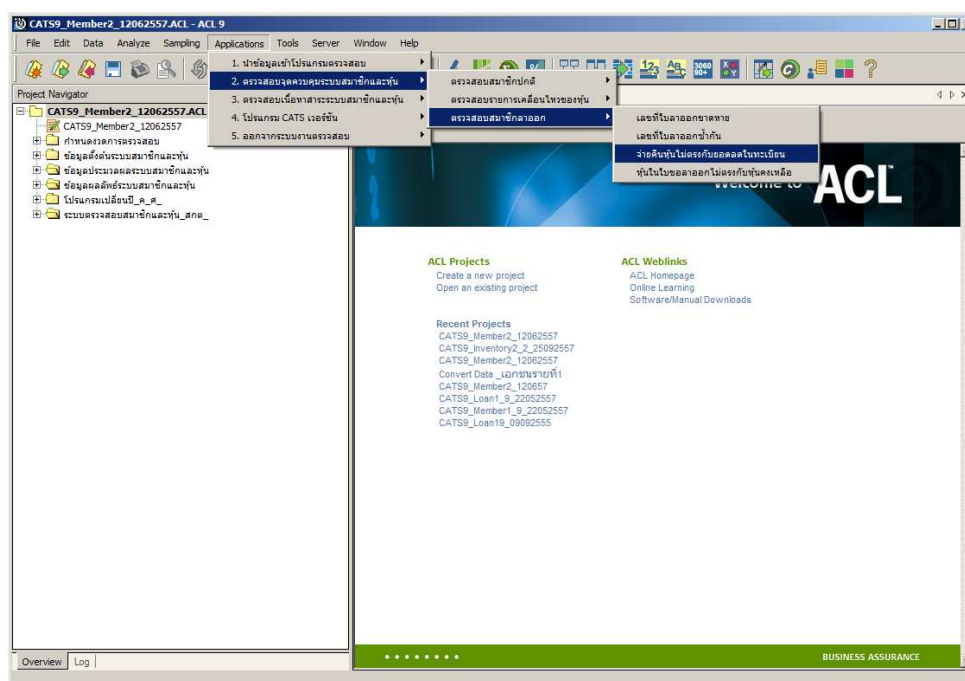 CATS9_Member2_12062557.ACL - ACL 9
File Edit Data Analyze Sampling Applications Tools Server Window Help
1. นำข้อมูลเข้าโปรแกรมตรวจสอบ
2. ตรวจสอบจุดควบคุมระบบสมาชิกและหุ้น
3. ตรวจสอบเนื้อหาสาระระบบสมาชิกและหุ้น
4. โปรแกรม CATS เวอร์ชั่น
5. ออกจากระบบงานตรวจสอบ
ตรวจสอบสมาชิกปกติ
ตรวจสอบรายการเคลื่อนไหวของหุ้น
ตรวจสอบสมาชิกลาออก
เลขที่ใบลาออกขาดหาย
เลขที่ใบลาออกซ้ำกัน
จ่ายคืนหุ้นไม่ตรงกับยอดลดในทะเบียน
หุ้นในใบขอลาออกไม่ตรงกับหุ้นคงเหลือ
Project Navigator
CATS9_Member2_12062557.ACL
CATS9_Member2_12062557
กำหนดงวดการตรวจสอบ
ข้อมูลตั้งต้นระบบสมาชิกและหุ้น
ข้อมูลประมวลผลระบบสมาชิกและหุ้น
ข้อมูลผลลัพธ์ระบบสมาชิกและหุ้น
โปรแกรมเปลี่ยนปี_ค_ศ_
ระบบตรวจสอบสมาชิกและหุ้น_สกต_
Welcome to ACL
ACL Projects
Create a new project
Open an existing project
ACL Weblinks
ACL Homepage
Online Learning
Software/Manual Downloads
Recent Projects
CATS9_Member2_12062557
CATS9_Inventory2_2_25092557
CATS9_Member2_12062557
Convert Data _เอกชนรายที่1
CATS9_Member2_120657
CATS9_Loan1_9_22052557
CATS9_Member1_9_22052557
CATS9_Loan19_09092555
Overview Log
BUSINESS ASSURANCE